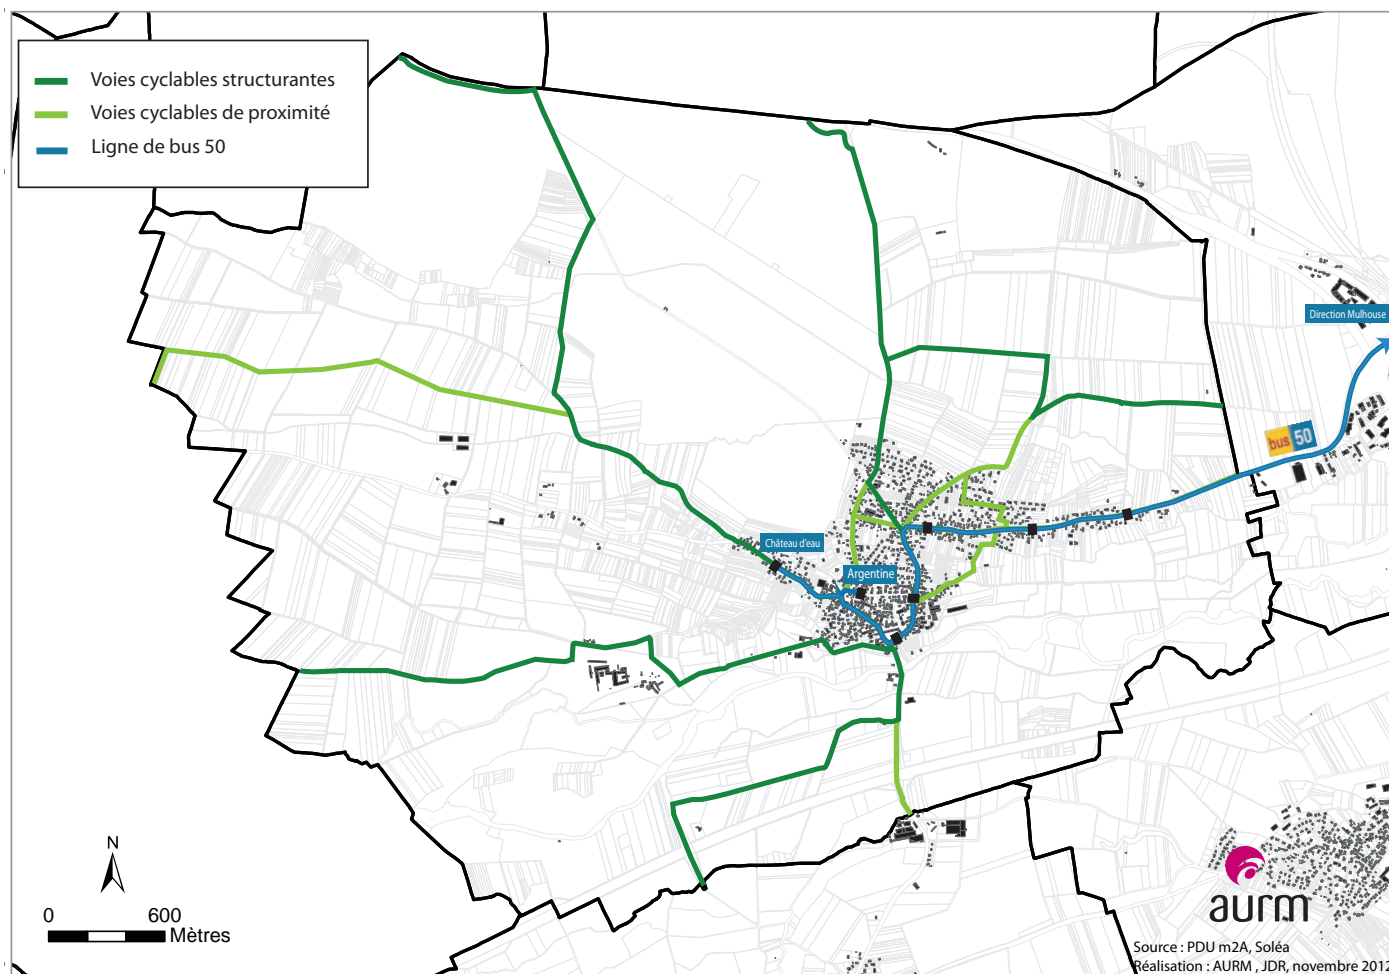 Voies cyclables structurantes
Voies cyclables de proximité
Ligne de bus 50
Direction Mulhouse
bus 50
Château d'eau
Argentine
N
0 600
Mètres
aurm
Source : PDU m2A, Soléa
Réalisation : AURM , JDR, novembre 2012